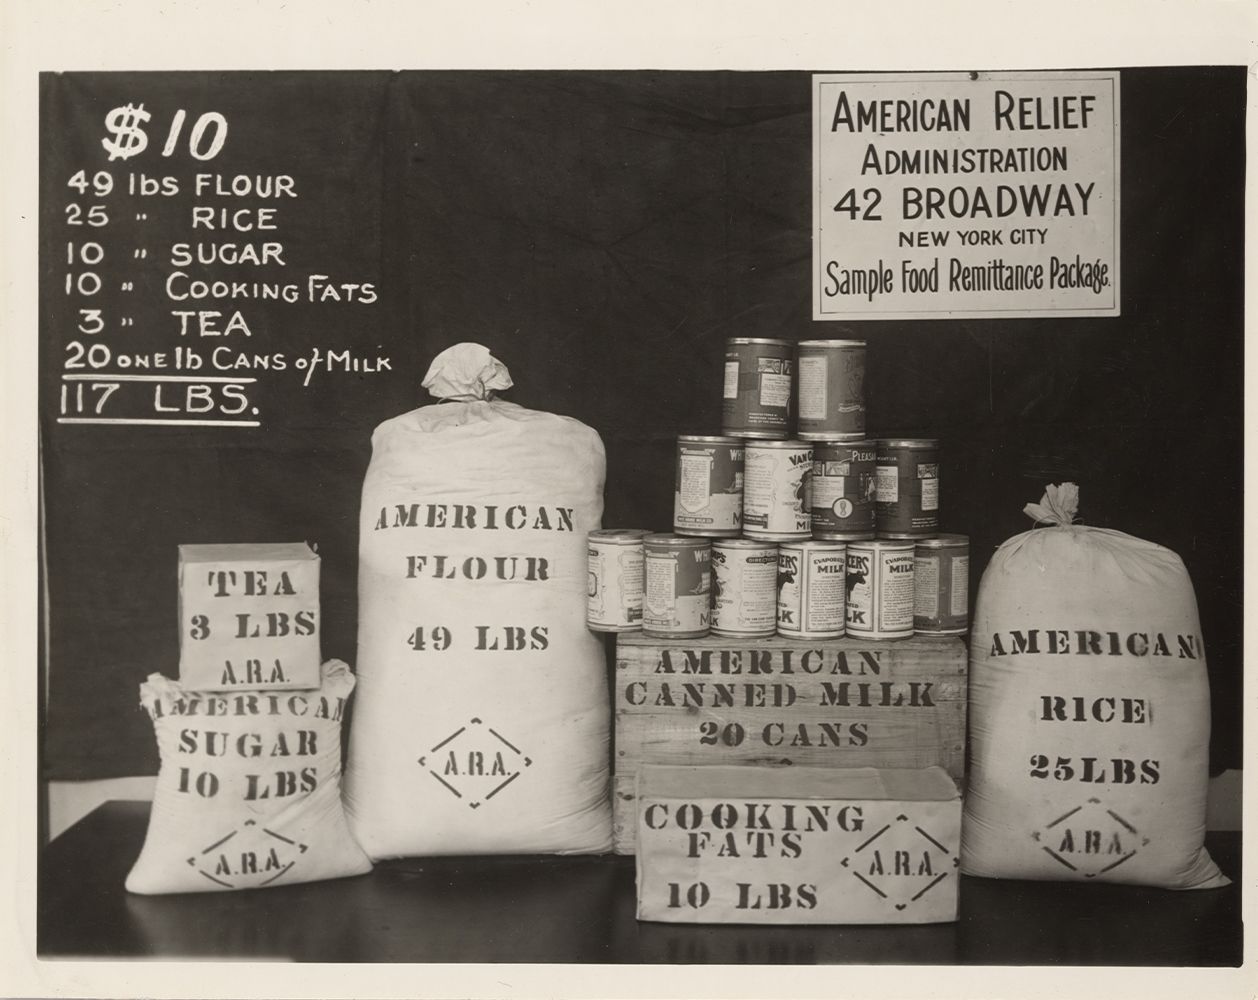 $10
49 lbs FLOUR
25 " RICE
10 " SUGAR
10 " COOKING FATS
3 " TEA
20 ONE lb CANS of MILK
117 LBS.
AMERICAN RELIEF
ADMINISTRATION
42 BROADWAY
NEW YORK CITY
Sample Food Remittance Package.
TEA
3 LBS
A.R.A.
AMERICAN
SUGAR
10 LBS
A.R.A.
AMERICAN
FLOUR
49 LBS
A.R.A.
EVAPORATED
MILK
EVAPORATED
MILK
AMERICAN
CANNED MILK
20 CANS
COOKING
FATS
10 LBS
A.R.A.
AMERICAN
RICE
25 LBS
A.R.A.